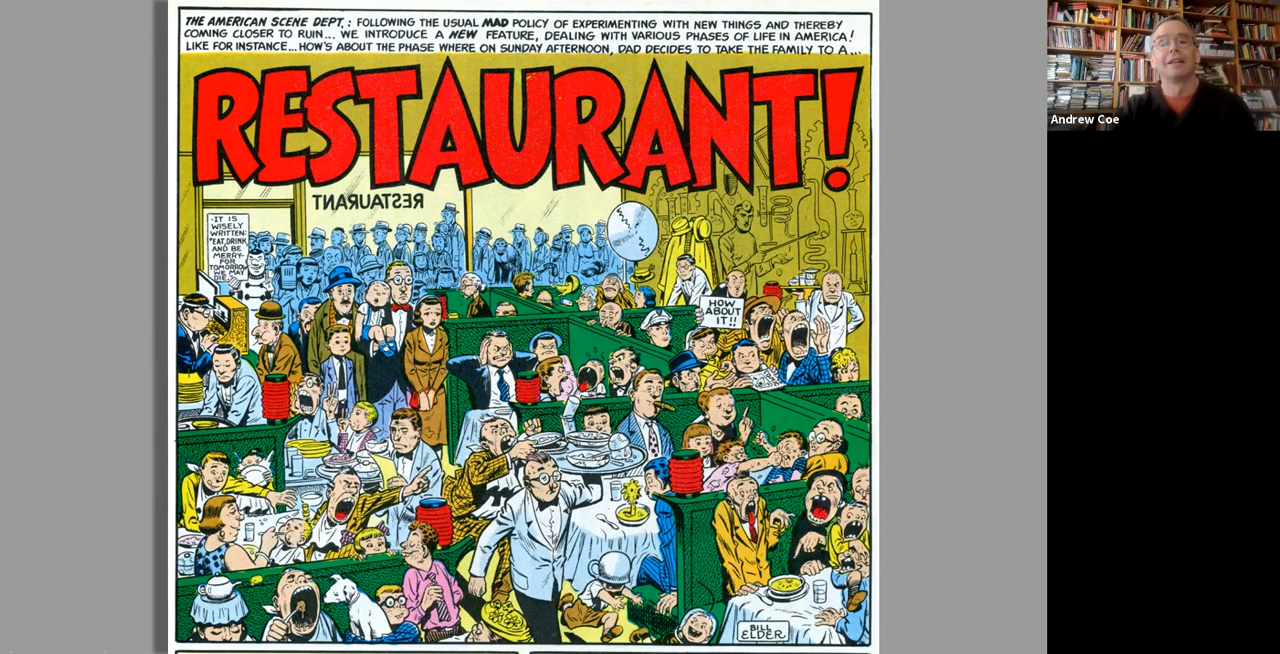 THE AMERICAN SCENE DEPT.: FOLLOWING THE USUAL MAD POLICY OF EXPERIMENTING WITH NEW THINGS AND THEREBY
COMING CLOSER TO RUIN... WE INTRODUCE A NEW FEATURE, DEALING WITH VARIOUS PHASES OF LIFE IN AMERICA!
LIKE FOR INSTANCE... HOW'S ABOUT THE PHASE WHERE ON SUNDAY AFTERNOON, DAD DECIDES TO TAKE THE FAMILY TO A...
RESTAURANT!
RESTAURANT
IT IS
WISELY
WRITTEN:
"EAT, DRINK
AND BE
MERRY-
FOR
TOMORROW
WE MAY
DIE
HOW
ABOUT
IT!!
BILL
ELDER
Andrew Coe